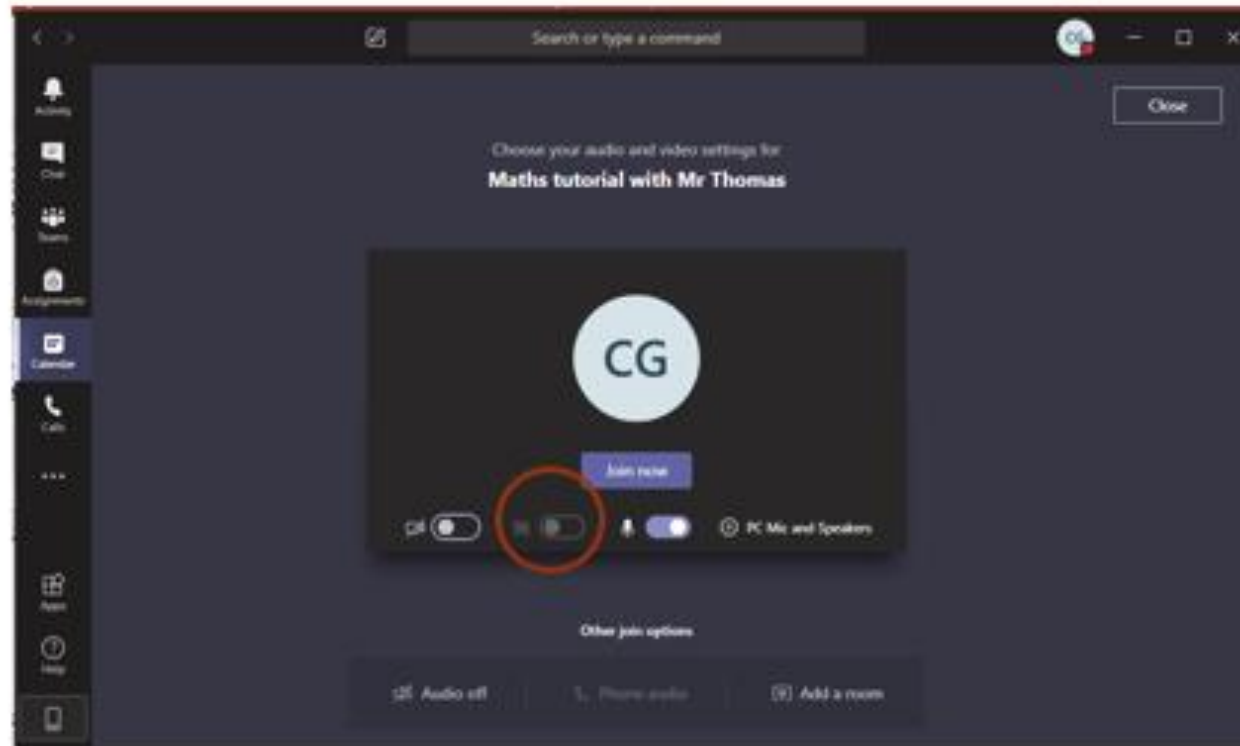 Search or type a command
Activity
Chat
Teams
Assignments
Calendar
Calls
Apps
Help
Close
Choose your audio and video settings for
Maths tutorial with Mr Thomas
CG
Join now
PC Mic and Speakers
Other join options
Audio off
Phone audio
Add a room